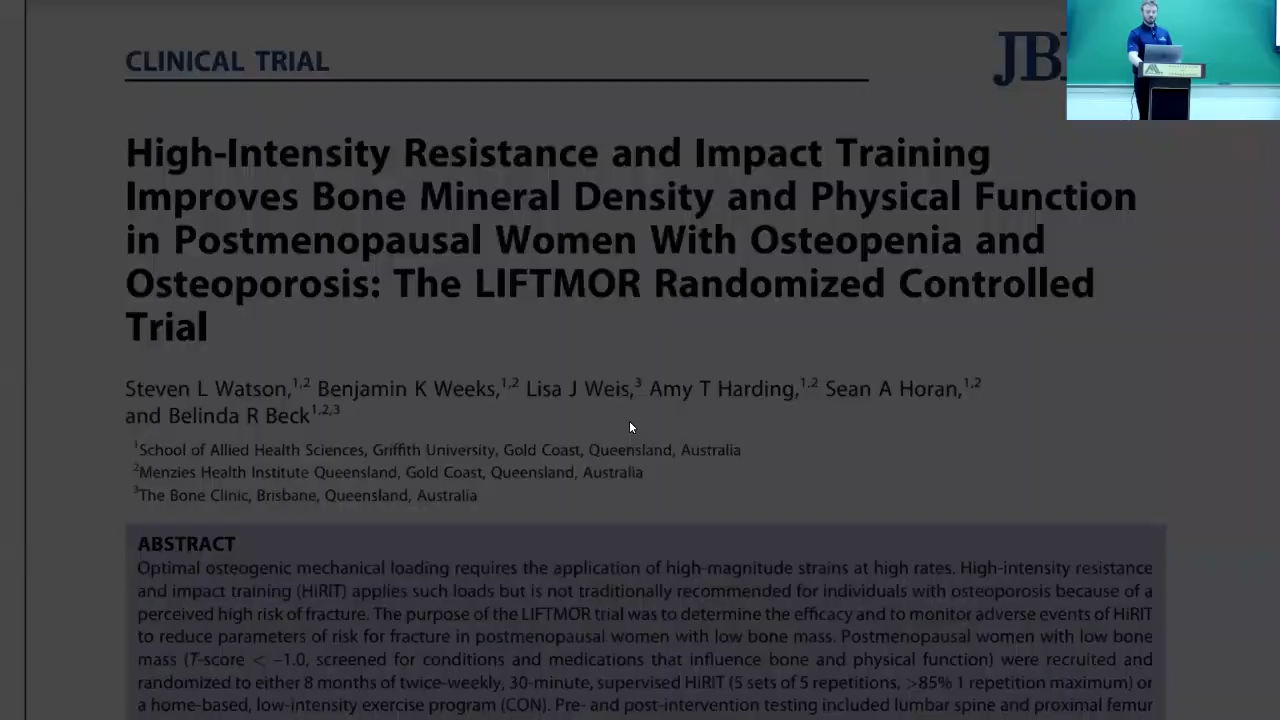 CLINICAL TRIAL
JB
High-Intensity Resistance and Impact Training
Improves Bone Mineral Density and Physical Function
in Postmenopausal Women With Osteopenia and
Osteoporosis: The LIFTMOR Randomized Controlled
Trial
Steven L Watson,1,2 Benjamin K Weeks,1,2 Lisa J Weis,3 Amy T Harding,1,2 Sean A Horan,1,2
and Belinda R Beck1,2,3
1School of Allied Health Sciences, Griffith University, Gold Coast, Queensland, Australia
2Menzies Health Institute Queensland, Gold Coast, Queensland, Australia
3The Bone Clinic, Brisbane, Queensland, Australia
ABSTRACT
Optimal osteogenic mechanical loading requires the application of high-magnitude strains at high rates. High-intensity resistance
and impact training (HiRIT) applies such loads but is not traditionally recommended for individuals with osteoporosis because of a
perceived high risk of fracture. The purpose of the LIFTMOR trial was to determine the efficacy and to monitor adverse events of HiRIT
to reduce parameters of risk for fracture in postmenopausal women with low bone mass. Postmenopausal women with low bone
mass (T-score < –1.0, screened for conditions and medications that influence bone and physical function) were recruited and
randomized to either 8 months of twice-weekly, 30-minute, supervised HiRIT (5 sets of 5 repetitions, >85% 1 repetition maximum) or
a home-based, low-intensity exercise program (CON). Pre- and post-intervention testing included lumbar spine and proximal femur